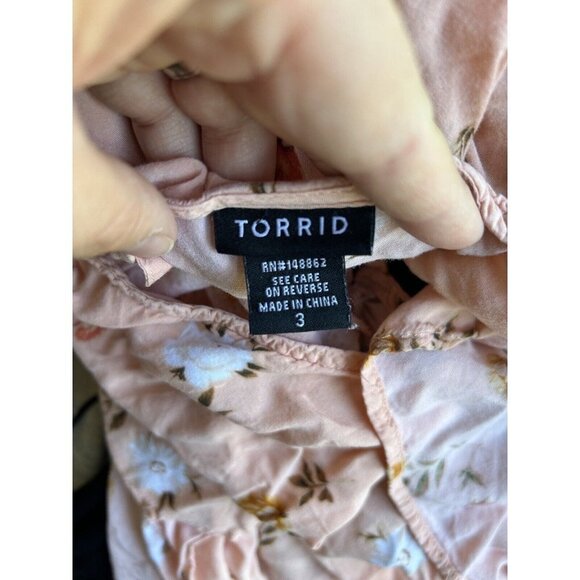 TORRID
RN#148862
SEE CARE
ON REVERSE
MADE IN CHINA
3